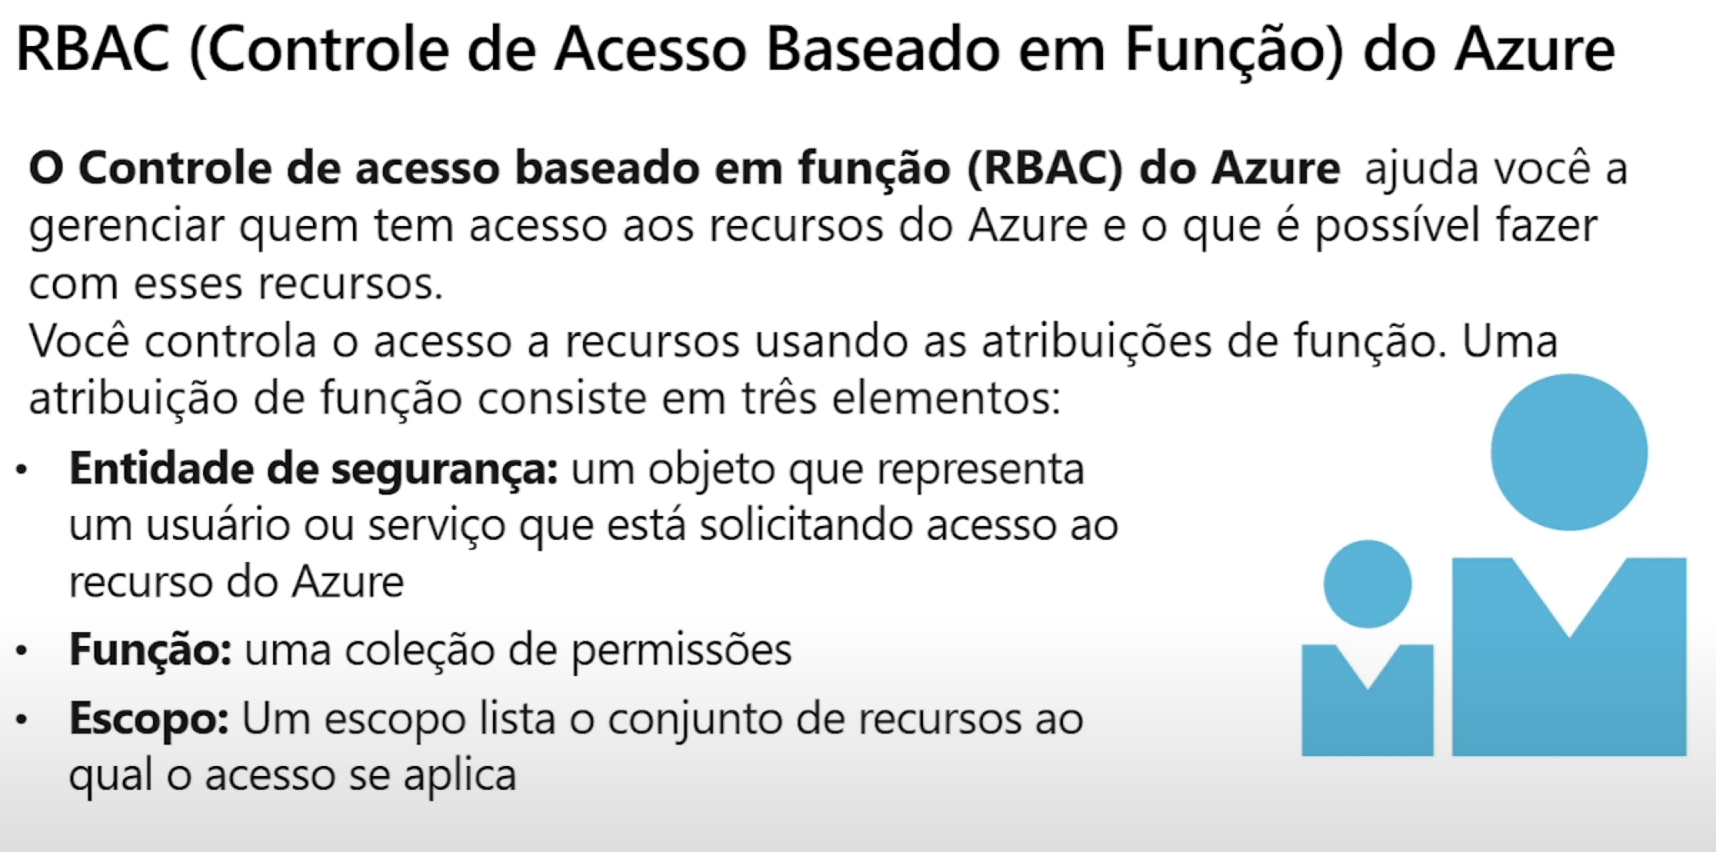 RBAC (Controle de Acesso Baseado em Função) do Azure
O Controle de acesso baseado em função (RBAC) do Azure ajuda você a
gerenciar quem tem acesso aos recursos do Azure e o que é possível fazer
com esses recursos.
Você controla o acesso a recursos usando as atribuições de função. Uma
atribuição de função consiste em três elementos:
• Entidade de segurança: um objeto que representa
um usuário ou serviço que está solicitando acesso ao
recurso do Azure
• Função: uma coleção de permissões
• Escopo: Um escopo lista o conjunto de recursos ao
qual o acesso se aplica